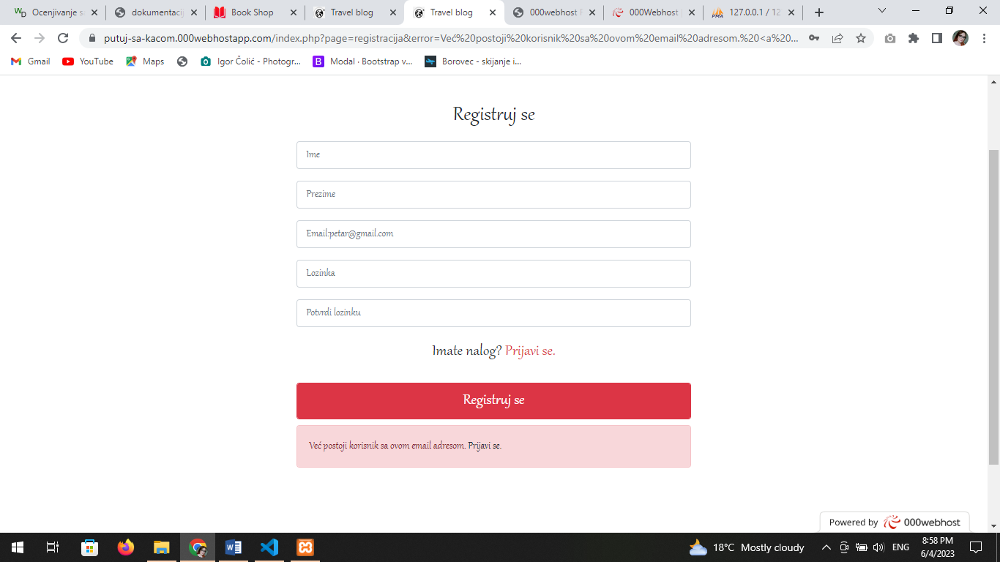 Ocenjivanje sa
dokumentacij
Book Shop
Travel blog
Travel blog
000webhost F
000Webhost
127.0.0.1 / 12
putuj-sa-kacom.000webhostapp.com/index.php?page=registracija&error=Već%20postoji%20korisnik%20sa%20ovom%20email%20adresom.%20<a%20...
Gmail
YouTube
Maps
Igor Čolić - Photogr...
Modal · Bootstrap v...
Borovec - skijanje i...
Registruj se
Ime
Prezime
Email:petar@gmail.com
Lozinka
Potvrdi lozinku
Imate nalog? Prijavi se.
Registruj se
Već postoji korisnik sa ovom email adresom. Prijavi se.
Powered by 000webhost
18°C Mostly cloudy
ENG
8:58 PM
6/4/2023